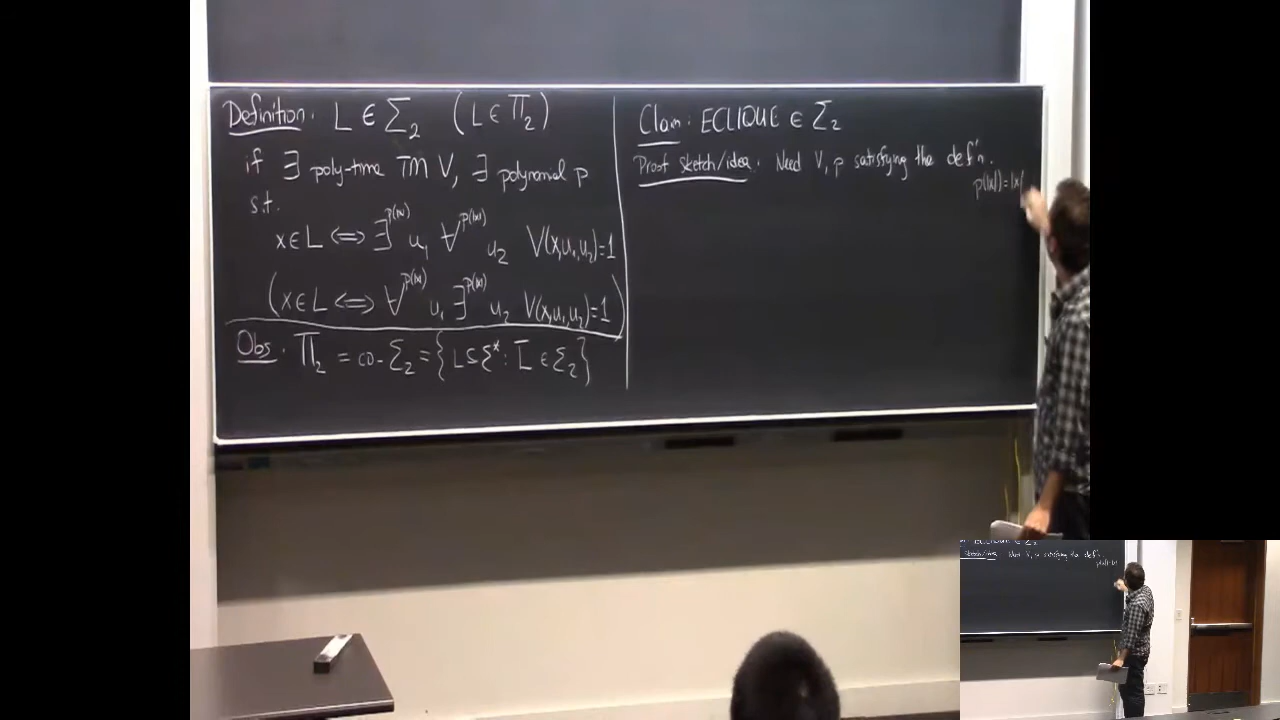 Definition. L ∈ Σ₂ (L ∈ Π₂)
if ∃ poly-time TM V, ∃ polynomial p
s.t.
x ∈ L ⟺ ∃^{p(|x|)} u₁ ∀^{p(|x|)} u₂ V(x,u₁,u₂)=1
(x ∈ L ⟺ ∀^{p(|x|)} u₁ ∃^{p(|x|)} u₂ V(x,u₁,u₂)=1)
Obs. Π₂ = co-Σ₂ = {L⊆Σ*: L̅ ∈ Σ₂}
Claim: ECLIQUE ∈ Σ₂
Proof sketch/idea: Need V, p satisfying the def'n.
p(|x|)=|x|